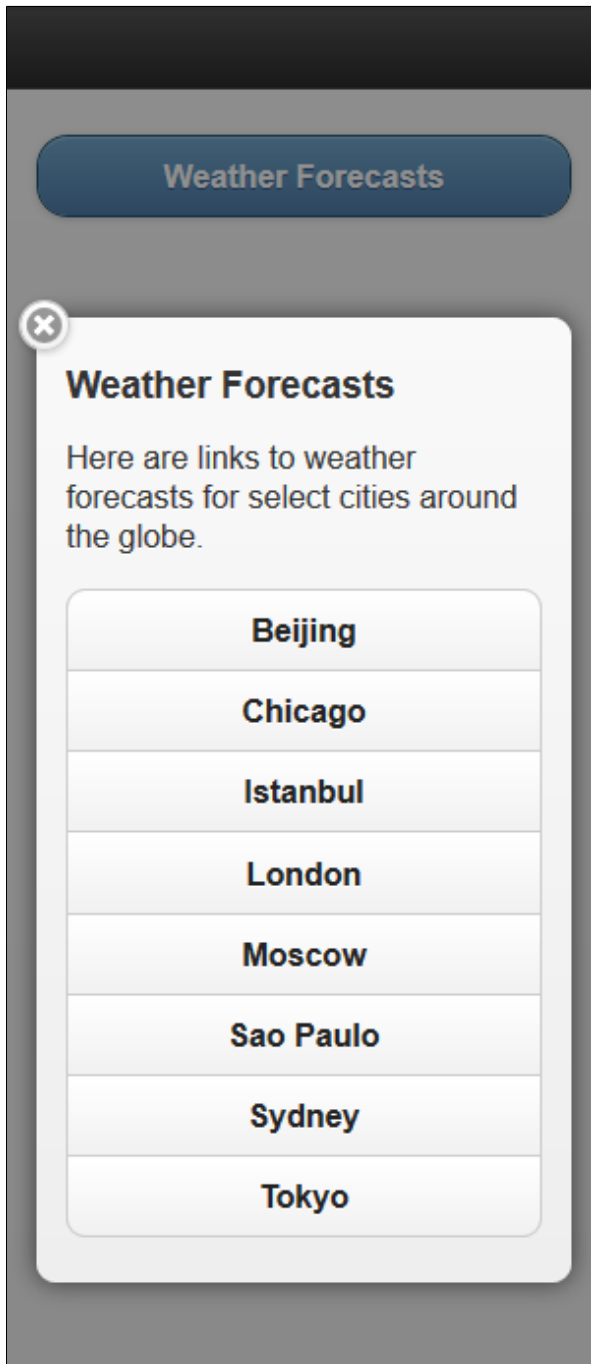 Weather Forecasts
Weather Forecasts
Here are links to weather
forecasts for select cities around
the globe.
Beijing
Chicago
Istanbul
London
Moscow
Sao Paulo
Sydney
Tokyo